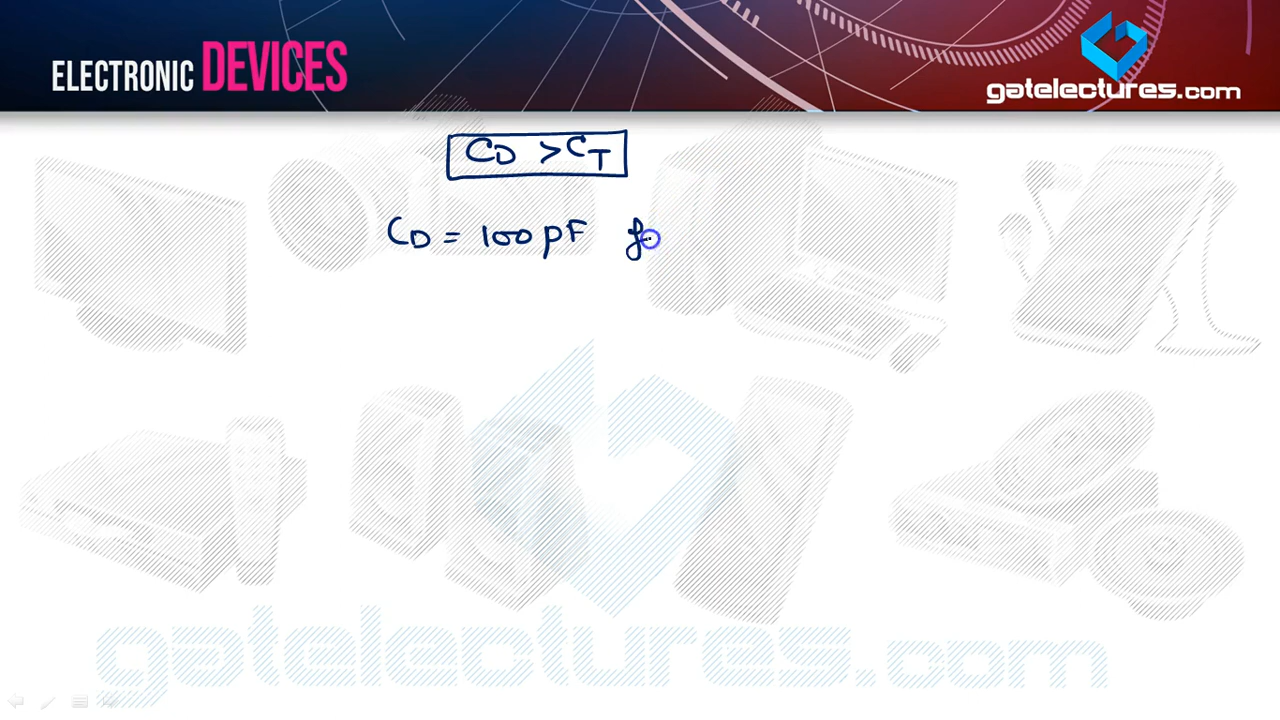 ELECTRONIC DEVICES
gatelectures.com
CD > CT
CD = 100 pF
gatelectures.com